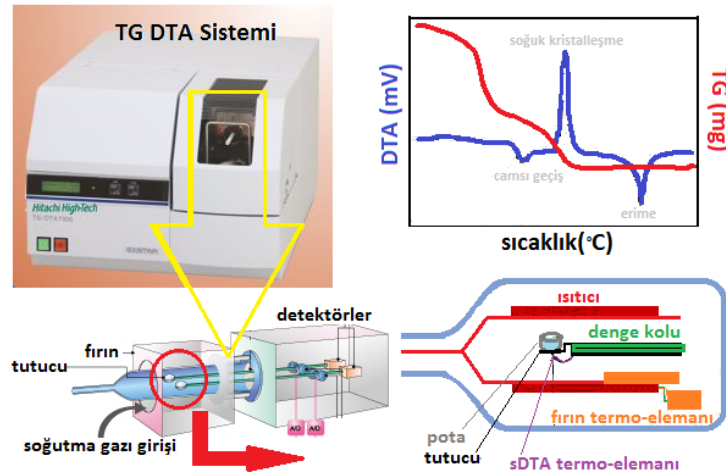 TG DTA Sistemi
Hitachi High-Tech
TG/DTA7300
EXSTAR
DTA (mV)
TG (mg)
soğuk kristalleşme
camsı geçiş
erime
sıcaklık(°C)
detektörler
fırın
tutucu
soğutma gazı girişi
A/D
A/D
ısıtıcı
denge kolu
fırın termo-elemanı
pota
tutucu
sDTA termo-elemanı